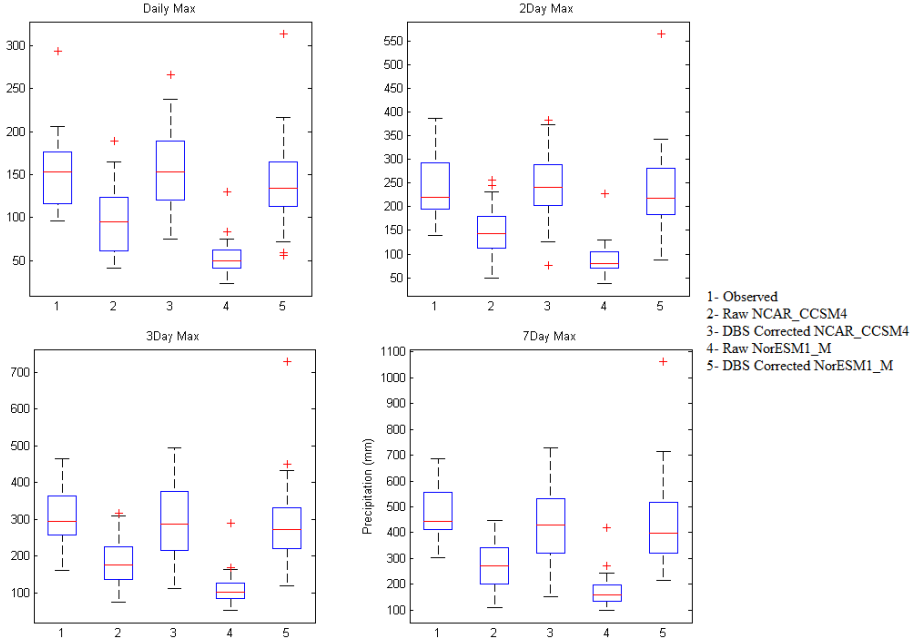 Daily Max
300
250
200
150
100
50
1 2 3 4 5
2Day Max
550
500
450
400
350
300
250
200
150
100
50
1 2 3 4 5
3Day Max
700
600
500
400
300
200
100
1 2 3 4 5
7Day Max
Precipitation (mm)
1100
1000
900
800
700
600
500
400
300
200
100
1 2 3 4 5
1- Observed
2- Raw NCAR_CCSM4
3- DBS Corrected NCAR_CCSM4
4- Raw NorESM1_M
5- DBS Corrected NorESM1_M